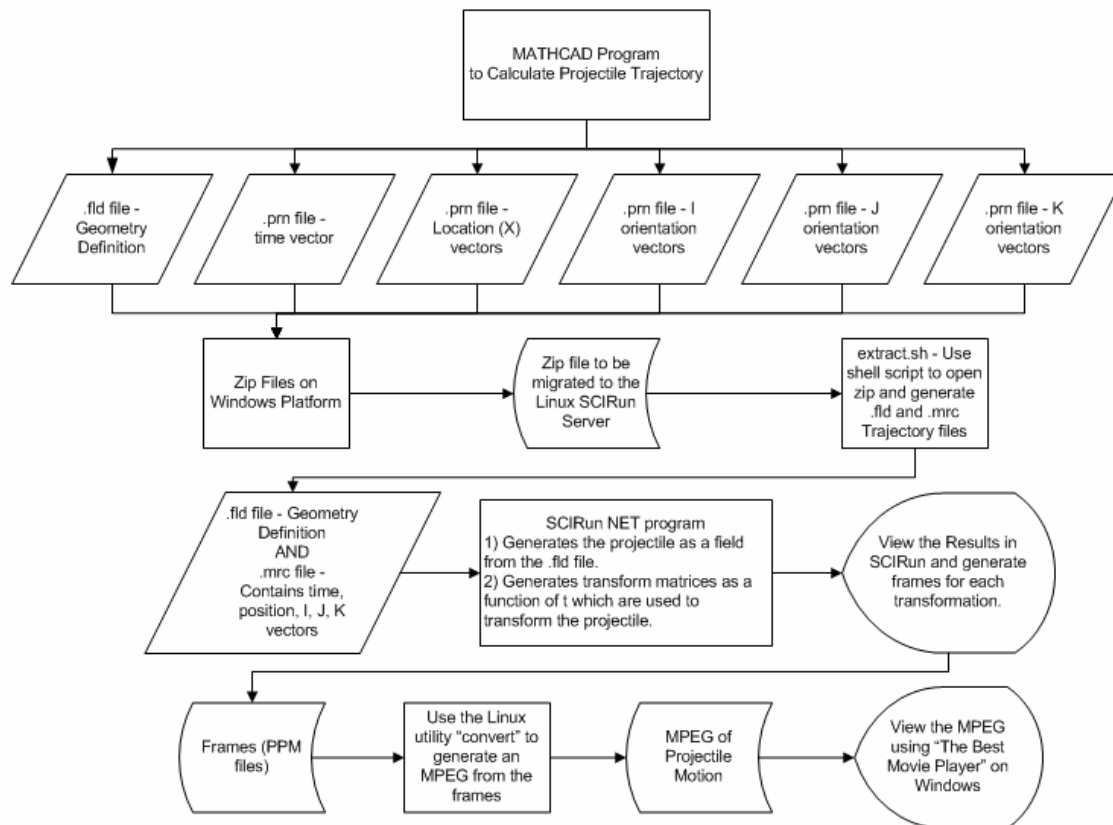 MATHCAD Program
to Calculate Projectile Trajectory
.fld file -
Geometry
Definition
.prn file -
time vector
.prn file -
Location (X)
vectors
.prn file - I
orientation
vectors
.prn file - J
orientation
vectors
.prn file - K
orientation
vectors
Zip Files on
Windows Platform
Zip file to be
migrated to the
Linux SCIRun
Server
extract.sh - Use
shell script to open
zip and generate
.fld and .mrc
Trajectory files
.fld file - Geometry
Definition
AND
.mrc file -
Contains time,
position, I, J, K
vectors
SCIRun NET program
1) Generates the projectile as a field
from the .fld file.
2) Generates transform matrices as a
function of t which are used to
transform the projectile.
View the Results in
SCIRun and generate
frames for each
transformation.
Frames (PPM
files)
Use the Linux
utility “convert” to
generate an
MPEG from the
frames
MPEG of
Projectile
Motion
View the MPEG
using “The Best
Movie Player” on
Windows